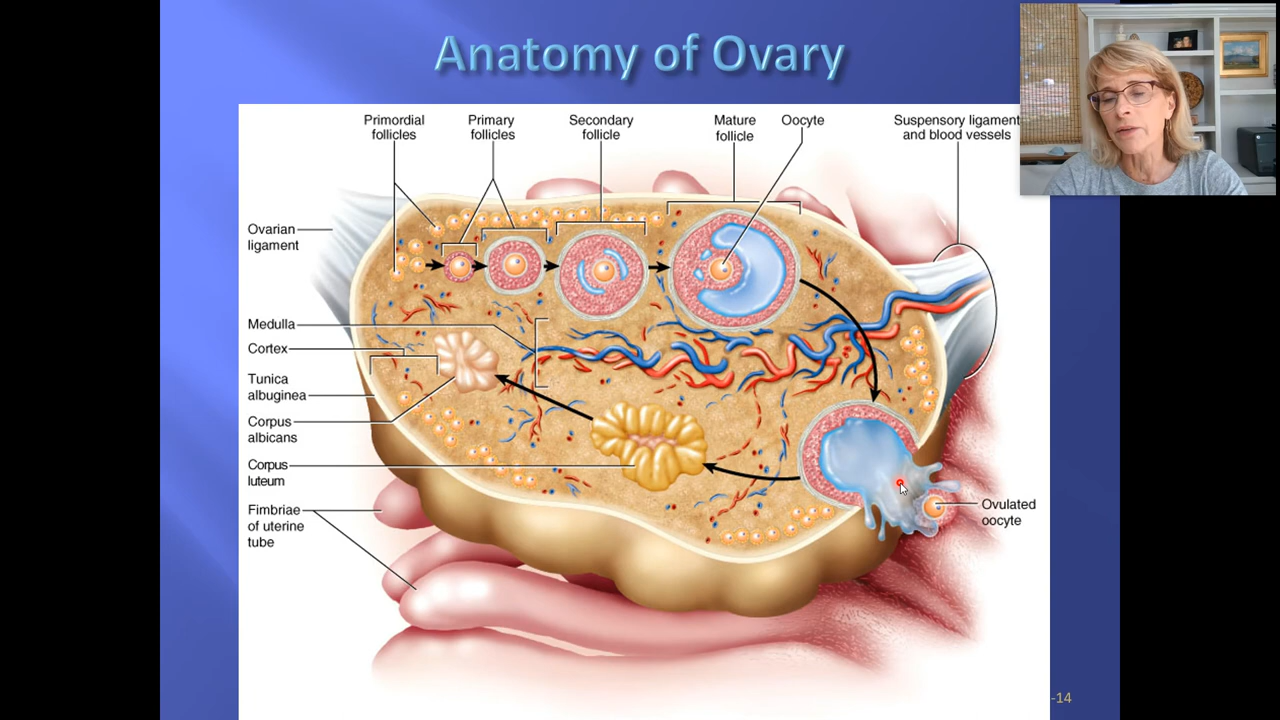 Anatomy of Ovary
Primordial
follicles
Primary
follicles
Secondary
follicle
Mature
follicle
Oocyte
Suspensory ligament
and blood vessels
Ovarian
ligament
Medulla
Cortex
Tunica
albuginea
Corpus
albicans
Corpus
luteum
Fimbriae
of uterine
tube
Ovulated
oocyte
-14